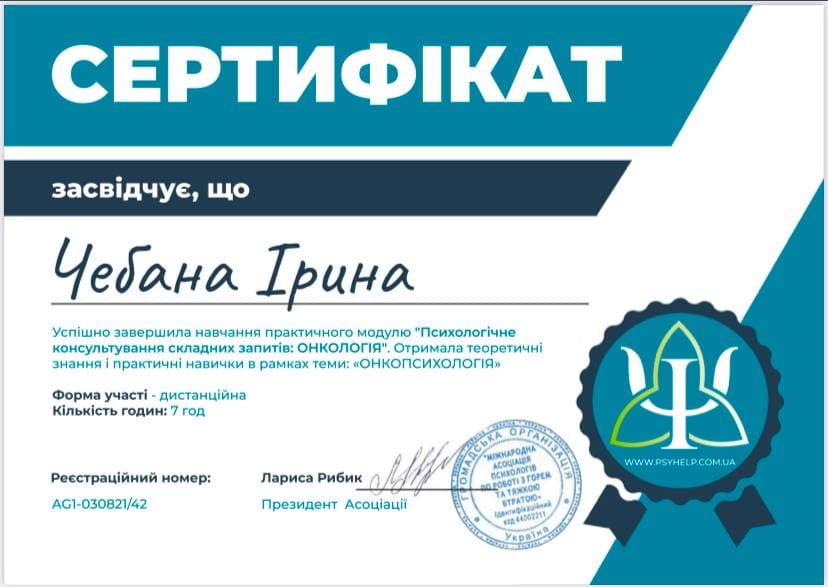 СЕРТИФІКАТ
засвідчує, що
Чебана Ірина
Успішно завершила навчання практичного модулю "Психологічне
консультування складних запитів: ОНКОЛОГІЯ". Отримала теоретичні
знання і практичні навички в рамках теми: «ОНКОПСИХОЛОГІЯ»
Форма участі - дистанційна
Кількість годин: 7 год
Реєстраційний номер:
AG1-030821/42
Лариса Рибик
Президент Асоціації
ГРОМАДСЬКА ОРГАНІЗАЦІЯ
"МІЖНАРОДНА
АСОЦІАЦІЯ
ПСИХОЛОГІВ
ПО РОБОТІ З ГОРЕМ
ТА ТЯЖКОЮ
ВТРАТОЮ"
Ідентифікаційний
код 44002211
Україна
WWW.PSYHELP.COM.UA